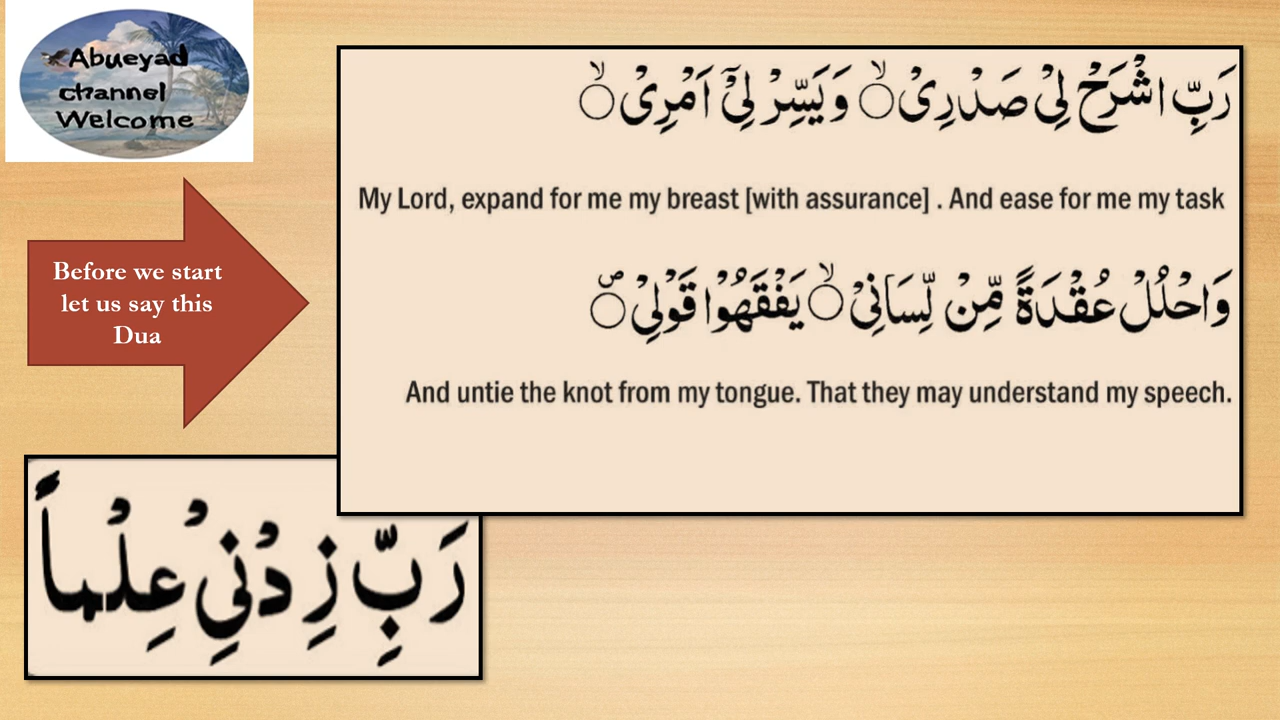 Abueyad
channel
Welcome
Before we start
let us say this
Dua
رَبِّ اشْرَحْ لِيْ صَدْرِيْ ۙ وَيَسِّرْ لِيْٓ اَمْرِيْ ۙ
My Lord, expand for me my breast [with assurance] . And ease for me my task
وَاحْلُلْ عُقْدَةً مِّنْ لِّسَانِيْ ۙ يَفْقَهُوْا قَوْلِيْ ۖ
And untie the knot from my tongue. That they may understand my speech.
رَبِّ زِدْنِيْ عِلْماً